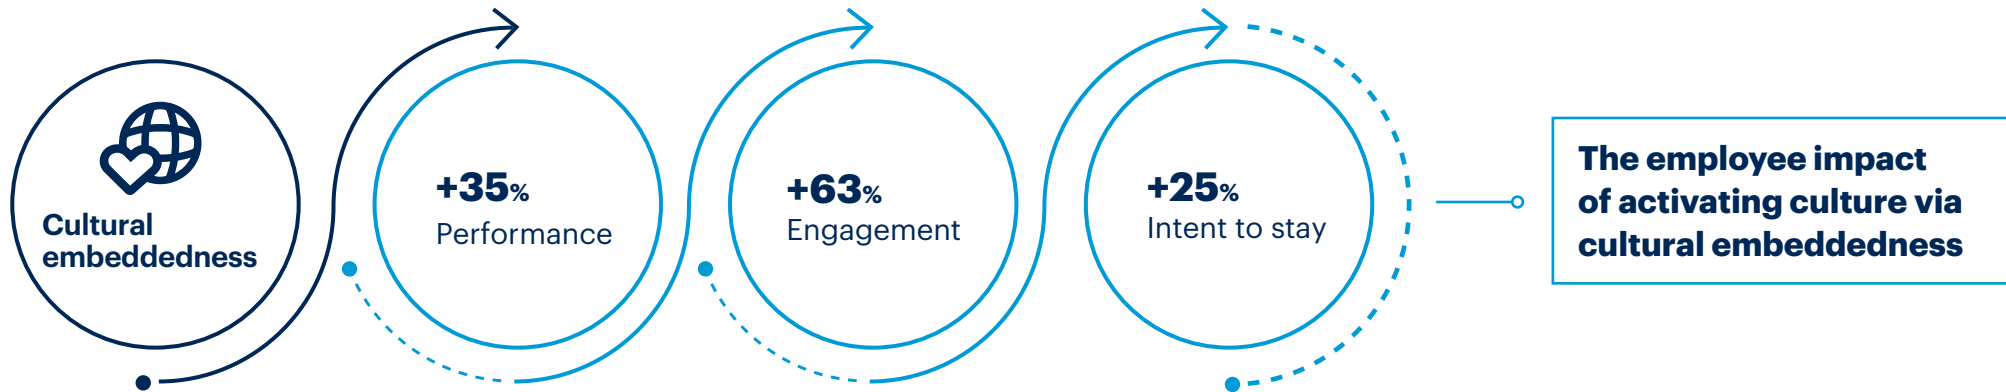 Cultural
embeddedness
+35%
Performance
+63%
Engagement
+25%
Intent to stay
The employee impact
of activating culture via
cultural embeddedness